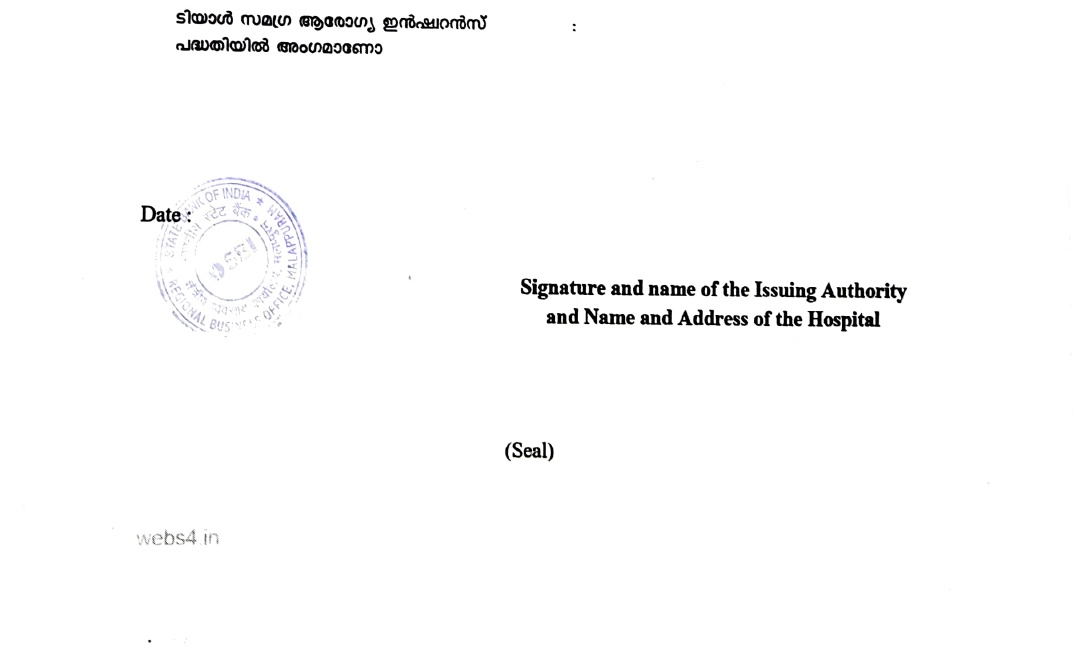 ടിയാൾ സമഗ്ര ആരോഗ്യ ഇൻഷ്വറൻസ് :
പദ്ധതിയിൽ അംഗമാണോ
Date :
STATE BANK OF INDIA ★
REGIONAL BUSINESS OFFICE, MALAPPURAM
स्टेट बैंक
Signature and name of the Issuing Authority
and Name and Address of the Hospital
(Seal)
webs4.in